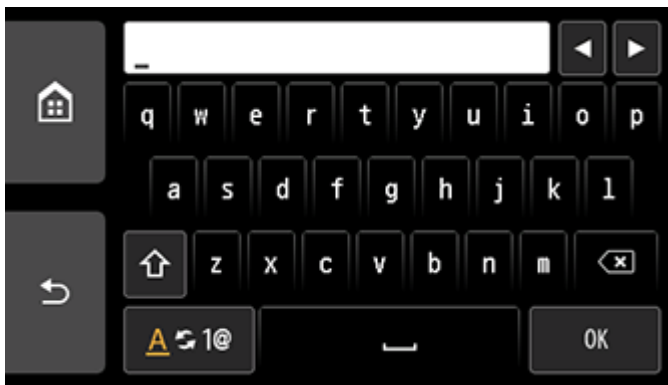 _
q w e r t y u i o p
a s d f g h j k l
z x c v b n m
A 1@ OK